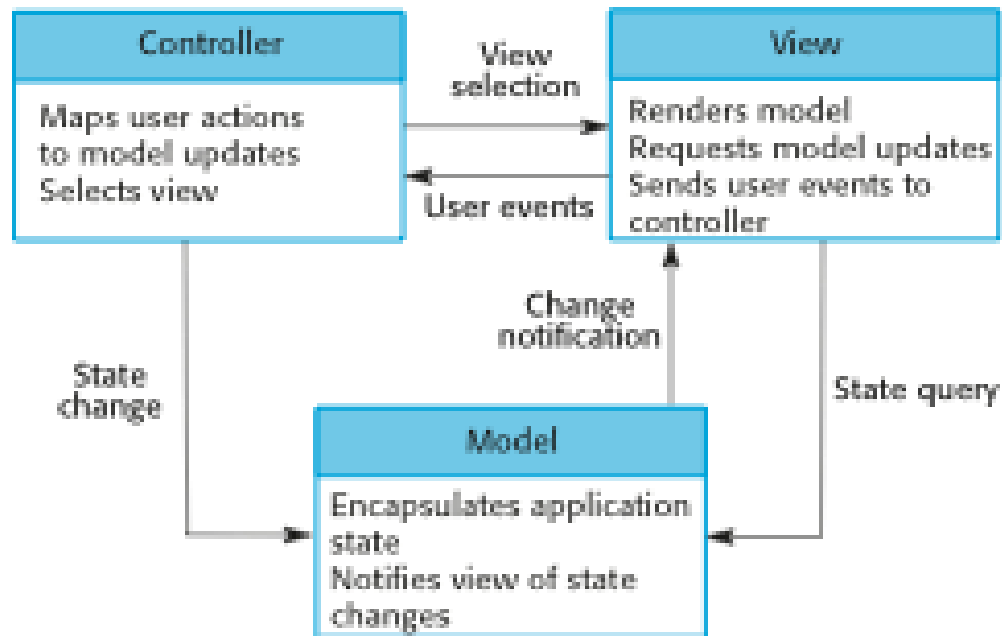 Controller
Maps user actions
to model updates
Selects view
View
selection
User events
View
Renders model
Requests model updates
Sends user events to
controller
State
change
Change
notification
State query
Model
Encapsulates application
state
Notifies view of state
changes